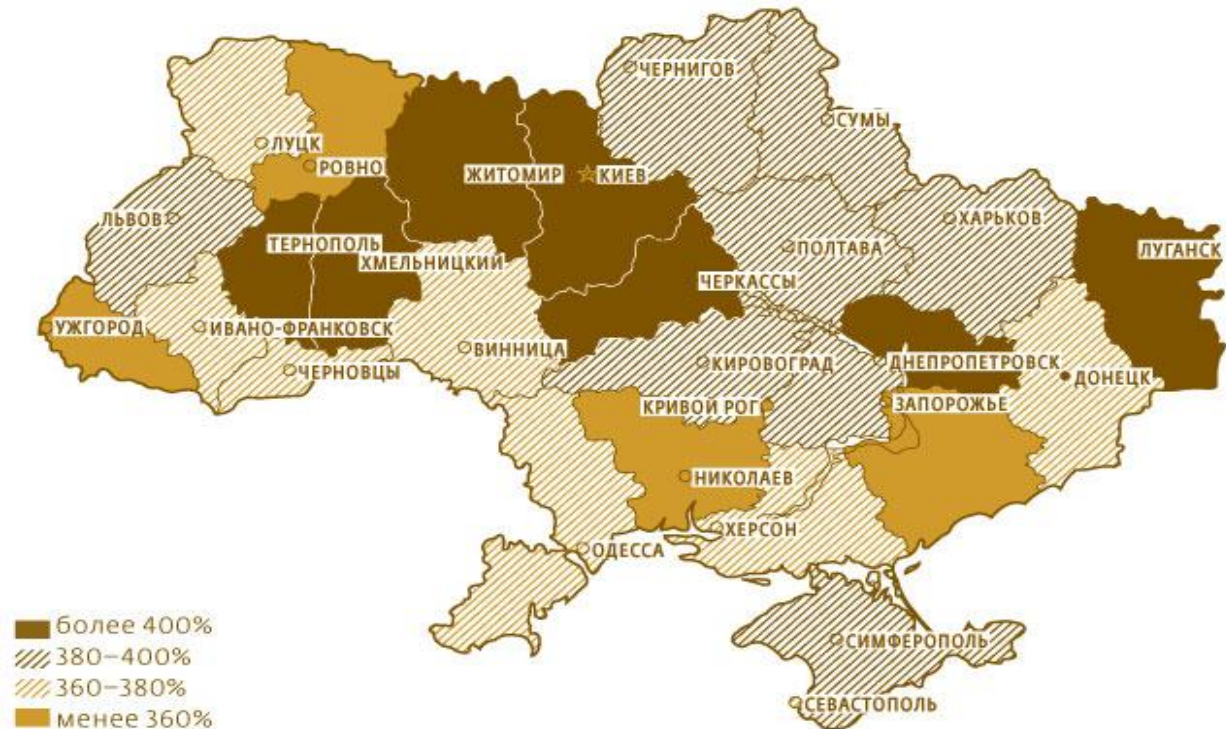 ЧЕРНИГОВ
СУМЫ
ЛУЦК
РОВНО
ЖИТОМИР
КИЕВ
ЛЬВОВ
ХАРЬКОВ
ТЕРНОПОЛЬ
ПОЛТАВА
ЛУГАНСК
ХМЕЛЬНИЦКИЙ
ЧЕРКАССЫ
УЖГОРОД
ИВАНО-ФРАНКОВСК
ВИННИЦА
КИРОВОГРАД
ДНЕПРОПЕТРОВСК
ЧЕРНОВЦЫ
ДОНЕЦК
КРИВОЙ РОГ
ЗАПОРОЖЬЕ
НИКОЛАЕВ
ХЕРСОН
ОДЕССА
более 400%
380–400%
СИМФЕРОПОЛЬ
360–380%
СЕВАСТОПОЛЬ
менее 360%